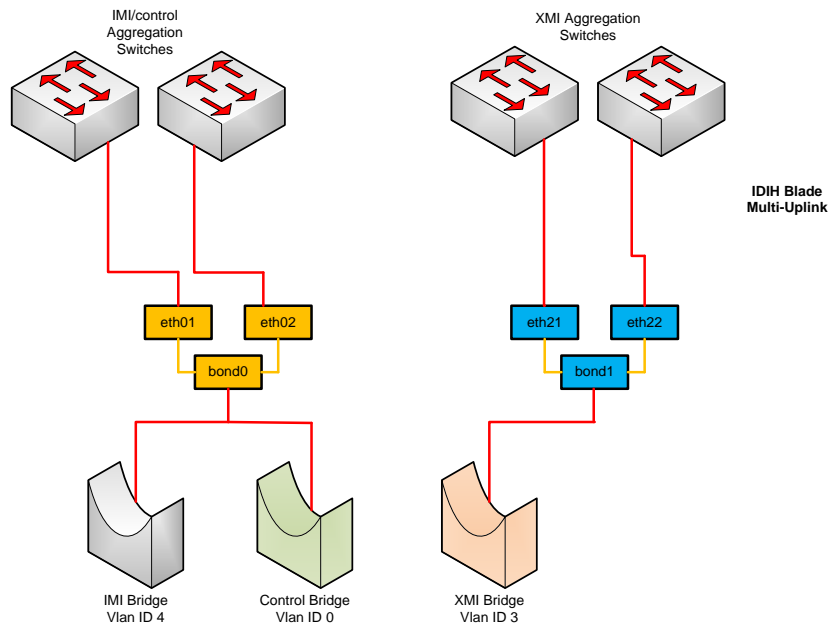 IMI/control
Aggregation
Switches
XMI Aggregation
Switches
IDIH Blade
Multi-Uplink
eth01
eth02
eth21
eth22
bond0
bond1
IMI Bridge
Vlan ID 4
Control Bridge
Vlan ID 0
XMI Bridge
Vlan ID 3